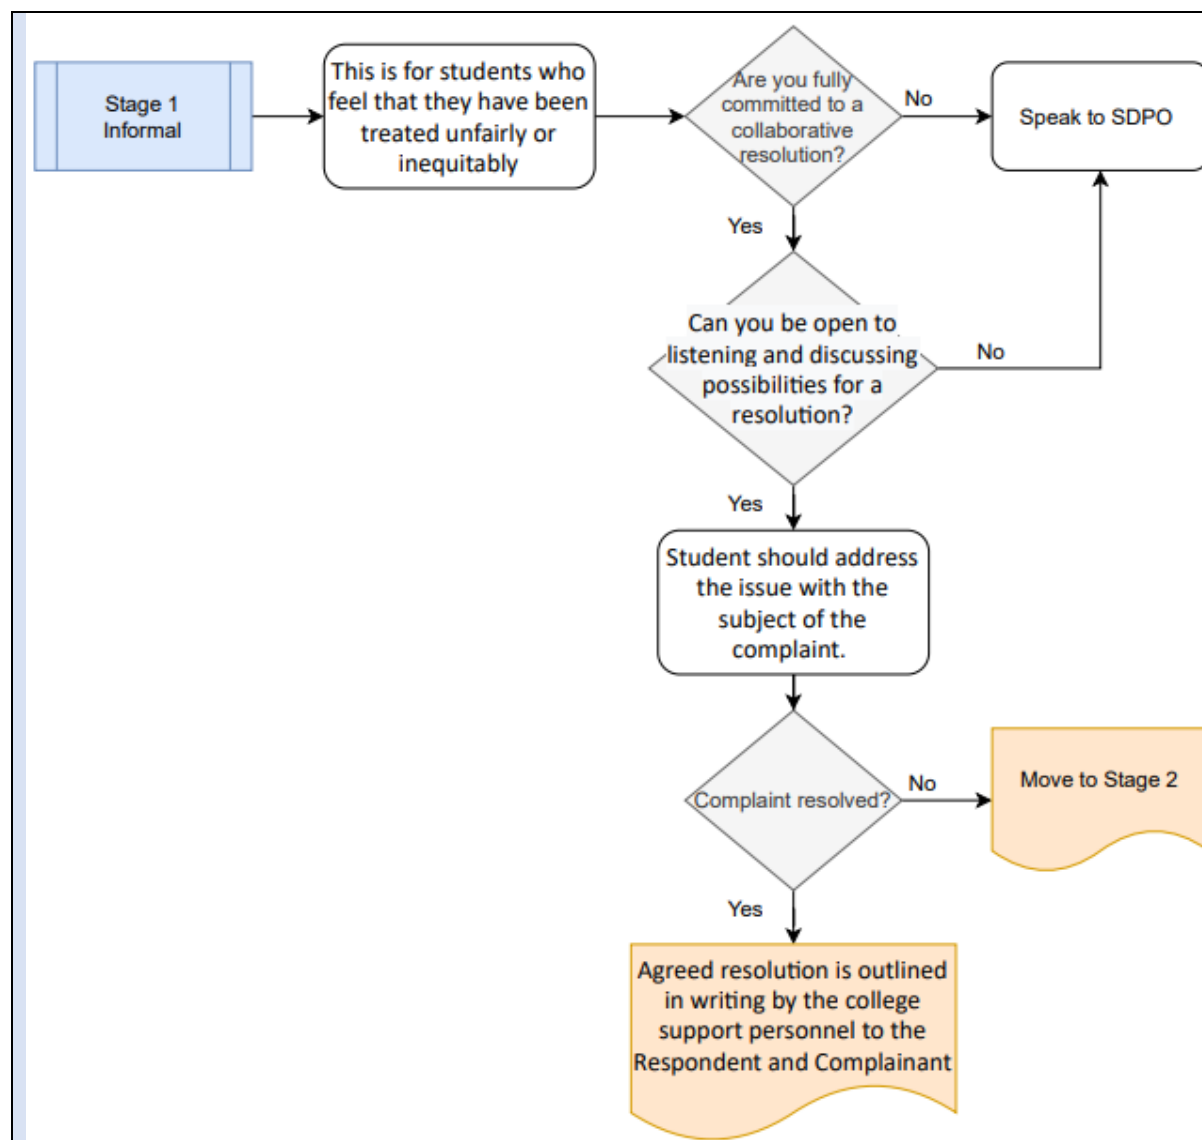 Stage 1
Informal
This is for students who
feel that they have been
treated unfairly or
inequitably
Are you fully
committed to a
collaborative
resolution?
No
Speak to SDPO
Yes
Can you be open to
listening and discussing
possibilities for a
resolution?
No
Yes
Student should address
the issue with the
subject of the
complaint.
Complaint resolved?
No
Move to Stage 2
Yes
Agreed resolution is outlined
in writing by the college
support personnel to the
Respondent and Complainant